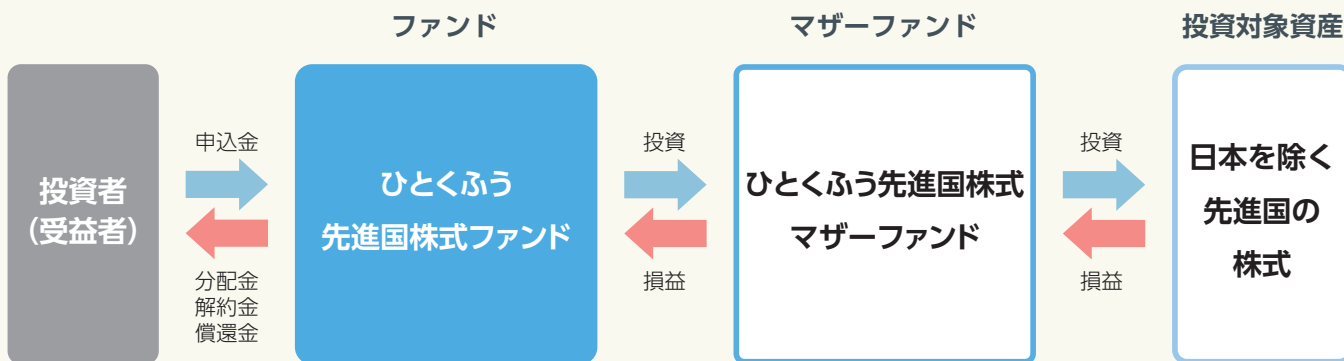 ファンド
マザーファンド
投資対象資産
投資者
（受益者）
申込金
分配金
解約金
償還金
ひとくふう
先進国株式ファンド
投資
損益
ひとくふう先進国株式
マザーファンド
投資
損益
日本を除く
先進国の
株式